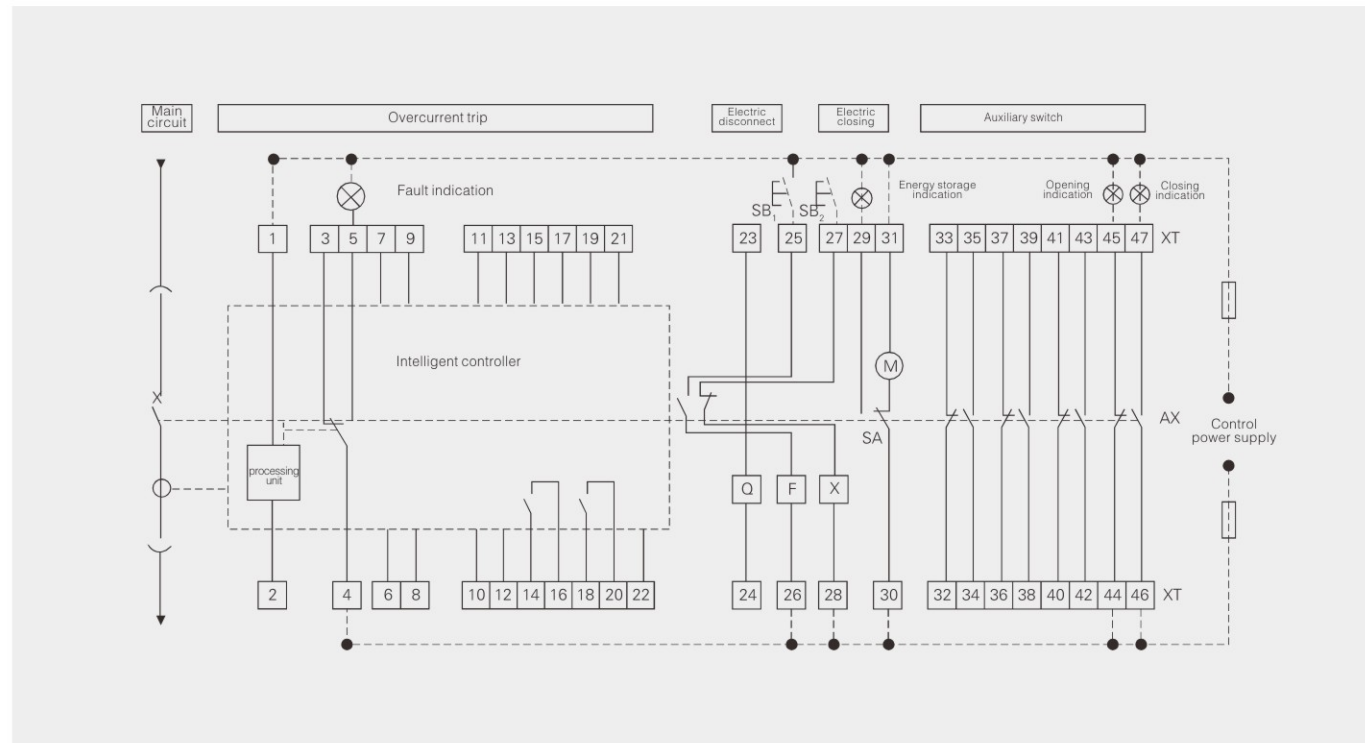 Main
circuit
Overcurrent trip
Electric
disconnect
Electric
closing
Auxiliary switch
Fault indication
Energy storage
indication
Opening
indication
Closing
indication
SB1
SB2
1 3 5 7 9 11 13 15 17 19 21 23 25 27 29 31 33 35 37 39 41 43 45 47 XT
Intelligent controller
M
X
AX
SA
Control
power supply
processing
unit
Q F X
2 4 6 8 10 12 14 16 18 20 22 24 26 28 30 32 34 36 38 40 42 44 46 XT